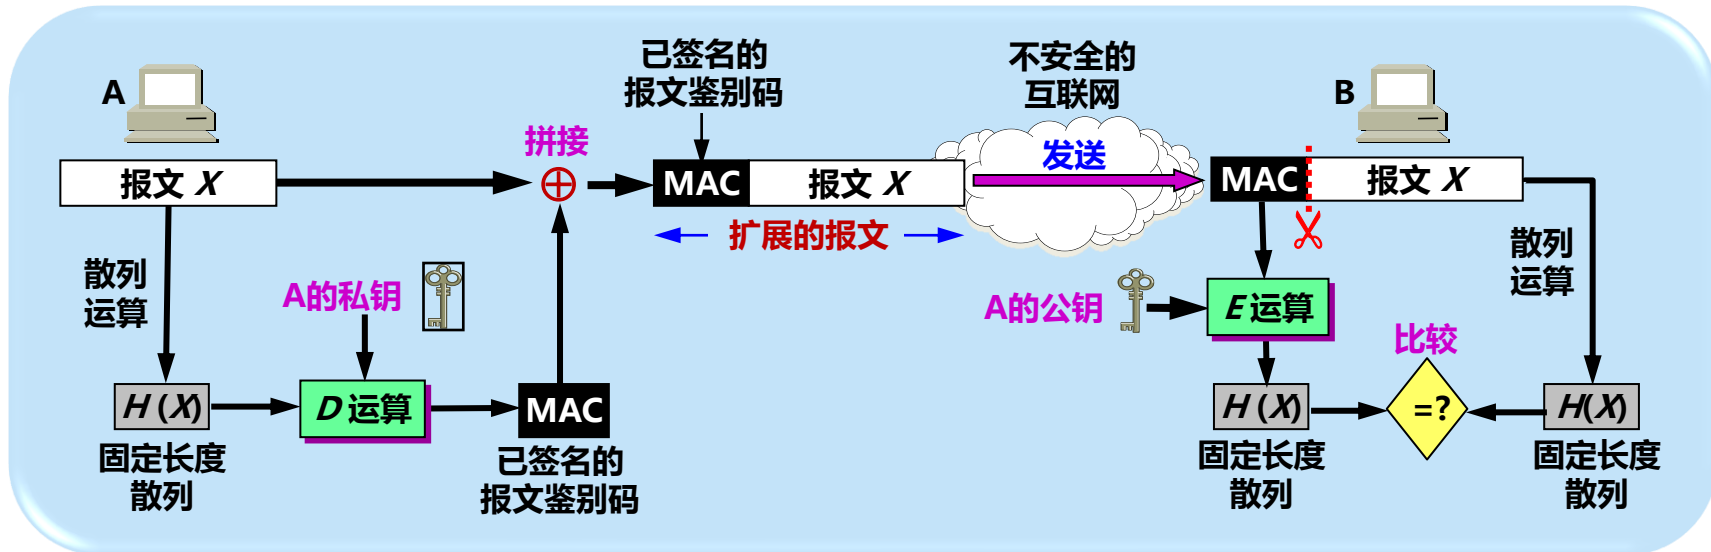 A
报文 X
散列
运算
H (X)
固定长度
散列
A的私钥
D 运算
MAC
已签名的
报文鉴别码
拼接
已签名的
报文鉴别码
MAC
报文 X
扩展的报文
不安全的
互联网
发送
B
MAC
报文 X
A的公钥
E 运算
H (X)
固定长度
散列
比较
=?
散列
运算
H(X)
固定长度
散列